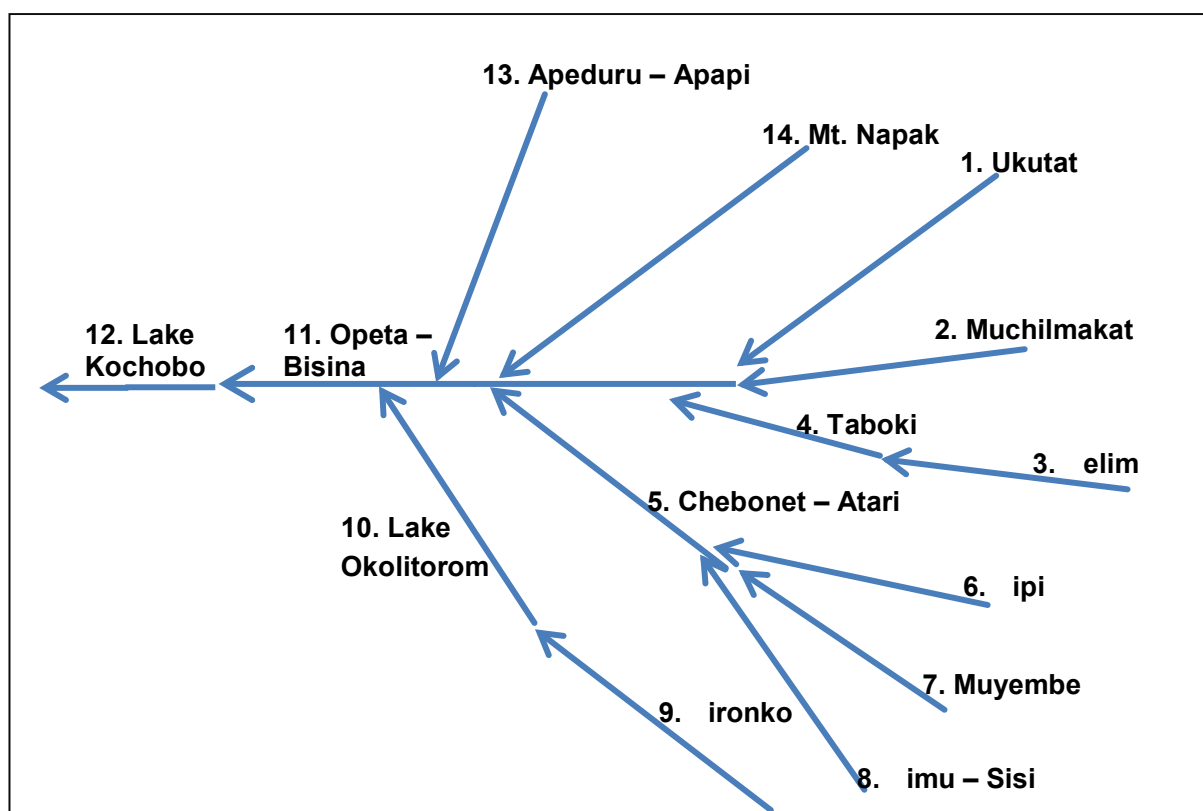 13. Apeduru – Apapi
14. Mt. Napak
1. Ukutat
12. Lake
Kochobo
11. Opeta –
Bisina
2. Muchilmakat
4. Taboki
3. elim
5. Chebonet – Atari
10. Lake
Okolitorom
6. ipi
7. Muyembe
9. ironko
8. imu – Sisi